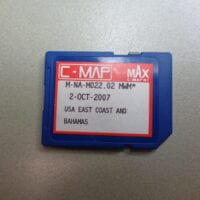 C-MAP MAX
M-NA-M022.02 MWM*
2-OCT-2007
USA EAST COAST AND
BAHAMAS